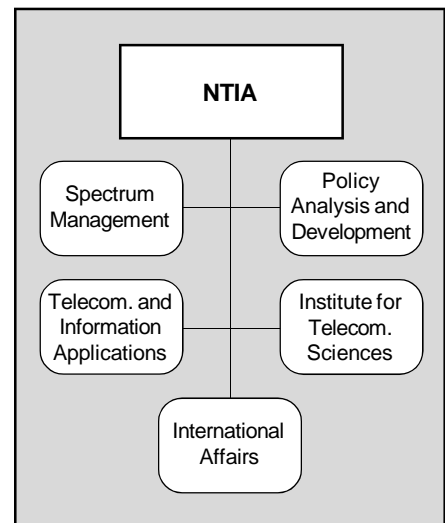 NTIA
Spectrum
Management
Policy
Analysis and
Development
Telecom. and
Information
Applications
Institute for
Telecom.
Sciences
International
Affairs